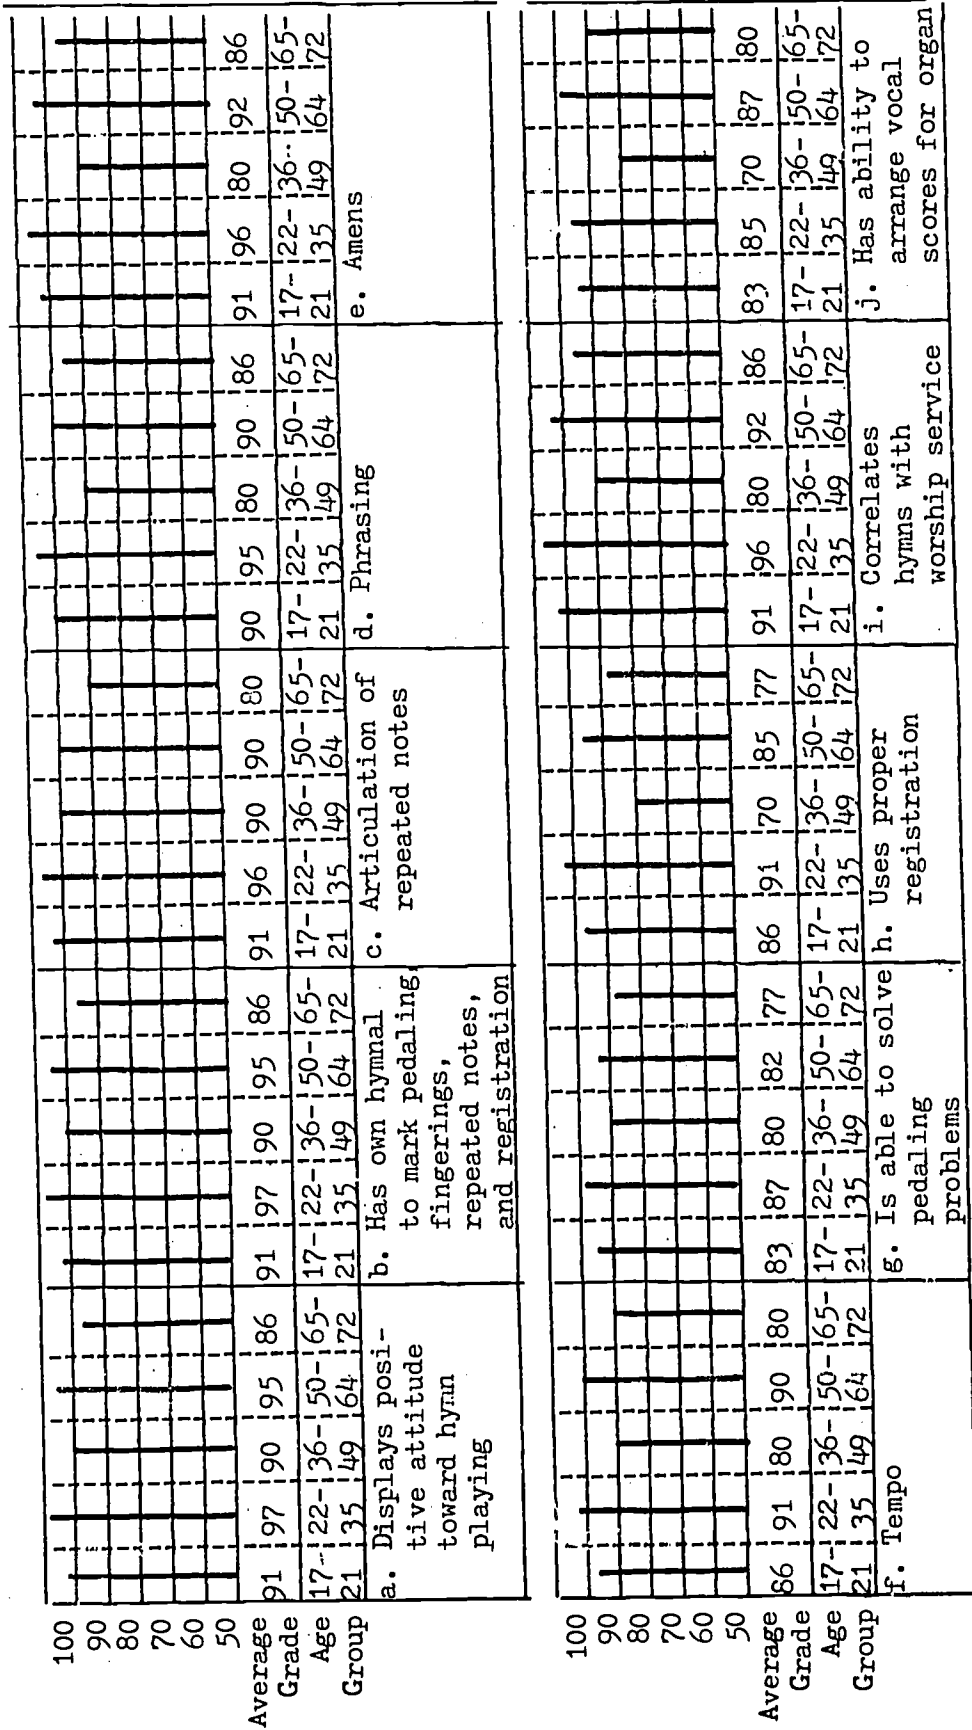 100
90
80
60
50
Average 91 97 90 95 86 91 97 90 95 86 91 96 90 90 80 90 95 80 90 86 91 96 80 92 86
Grade
Age 17- 22- 36- 50- 65- 17- 22- 36- 50- 65- 17- 22- 36- 50- 65- 17- 22- 36- 50- 65- 17- 22- 36- 50- 65-
Group 21 35 49 64 72 21 35 49 64 72 21 35 49 64 72 21 35 49 64 72 21 35 49 64 72
a. Displays posi-
tive attitude
toward hymn
playing
b. Has own hymnal
to mark pedaling,
fingerings,
repeated notes,
and registration
c. Articulation of
repeated notes
d. Phrasing
e. Amens
100
90
80
60
50
Average 86 91 80 90 80 83 87 80 82 77 86 91 70 85 77 91 96 80 92 86 83 85 70 87 80
Grade
Age 17- 22- 36- 50- 65- 17- 22- 36- 50- 65- 17- 22- 36- 50- 65- 17- 22- 36- 50- 65- 17- 22- 36- 50- 65-
Group 21 35 49 64 72 21 35 49 64 72 21 35 49 64 72 21 35 49 64 72 21 35 49 64 72
f. Tempo
g. Is able to solve
pedaling
problems
h. Uses proper
registration
i. Correlates
hymns with
worship service
j. Has ability to
arrange vocal
scores for organ